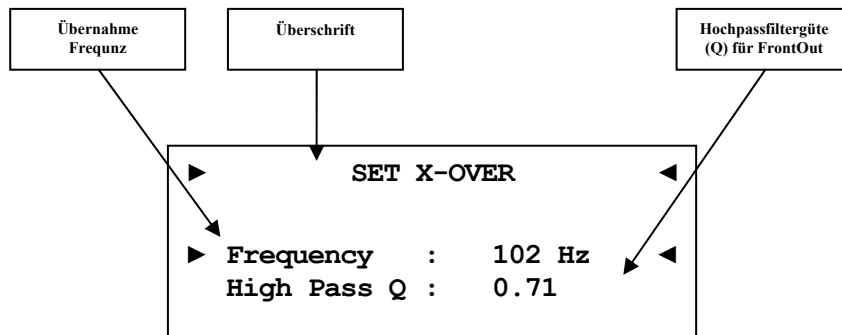 Übernahme
Frequnz
Überschrift
Hochpassfiltergüte
(Q) für FrontOut
► SET X-OVER ◄
► Frequency : 102 Hz ◄
High Pass Q : 0.71